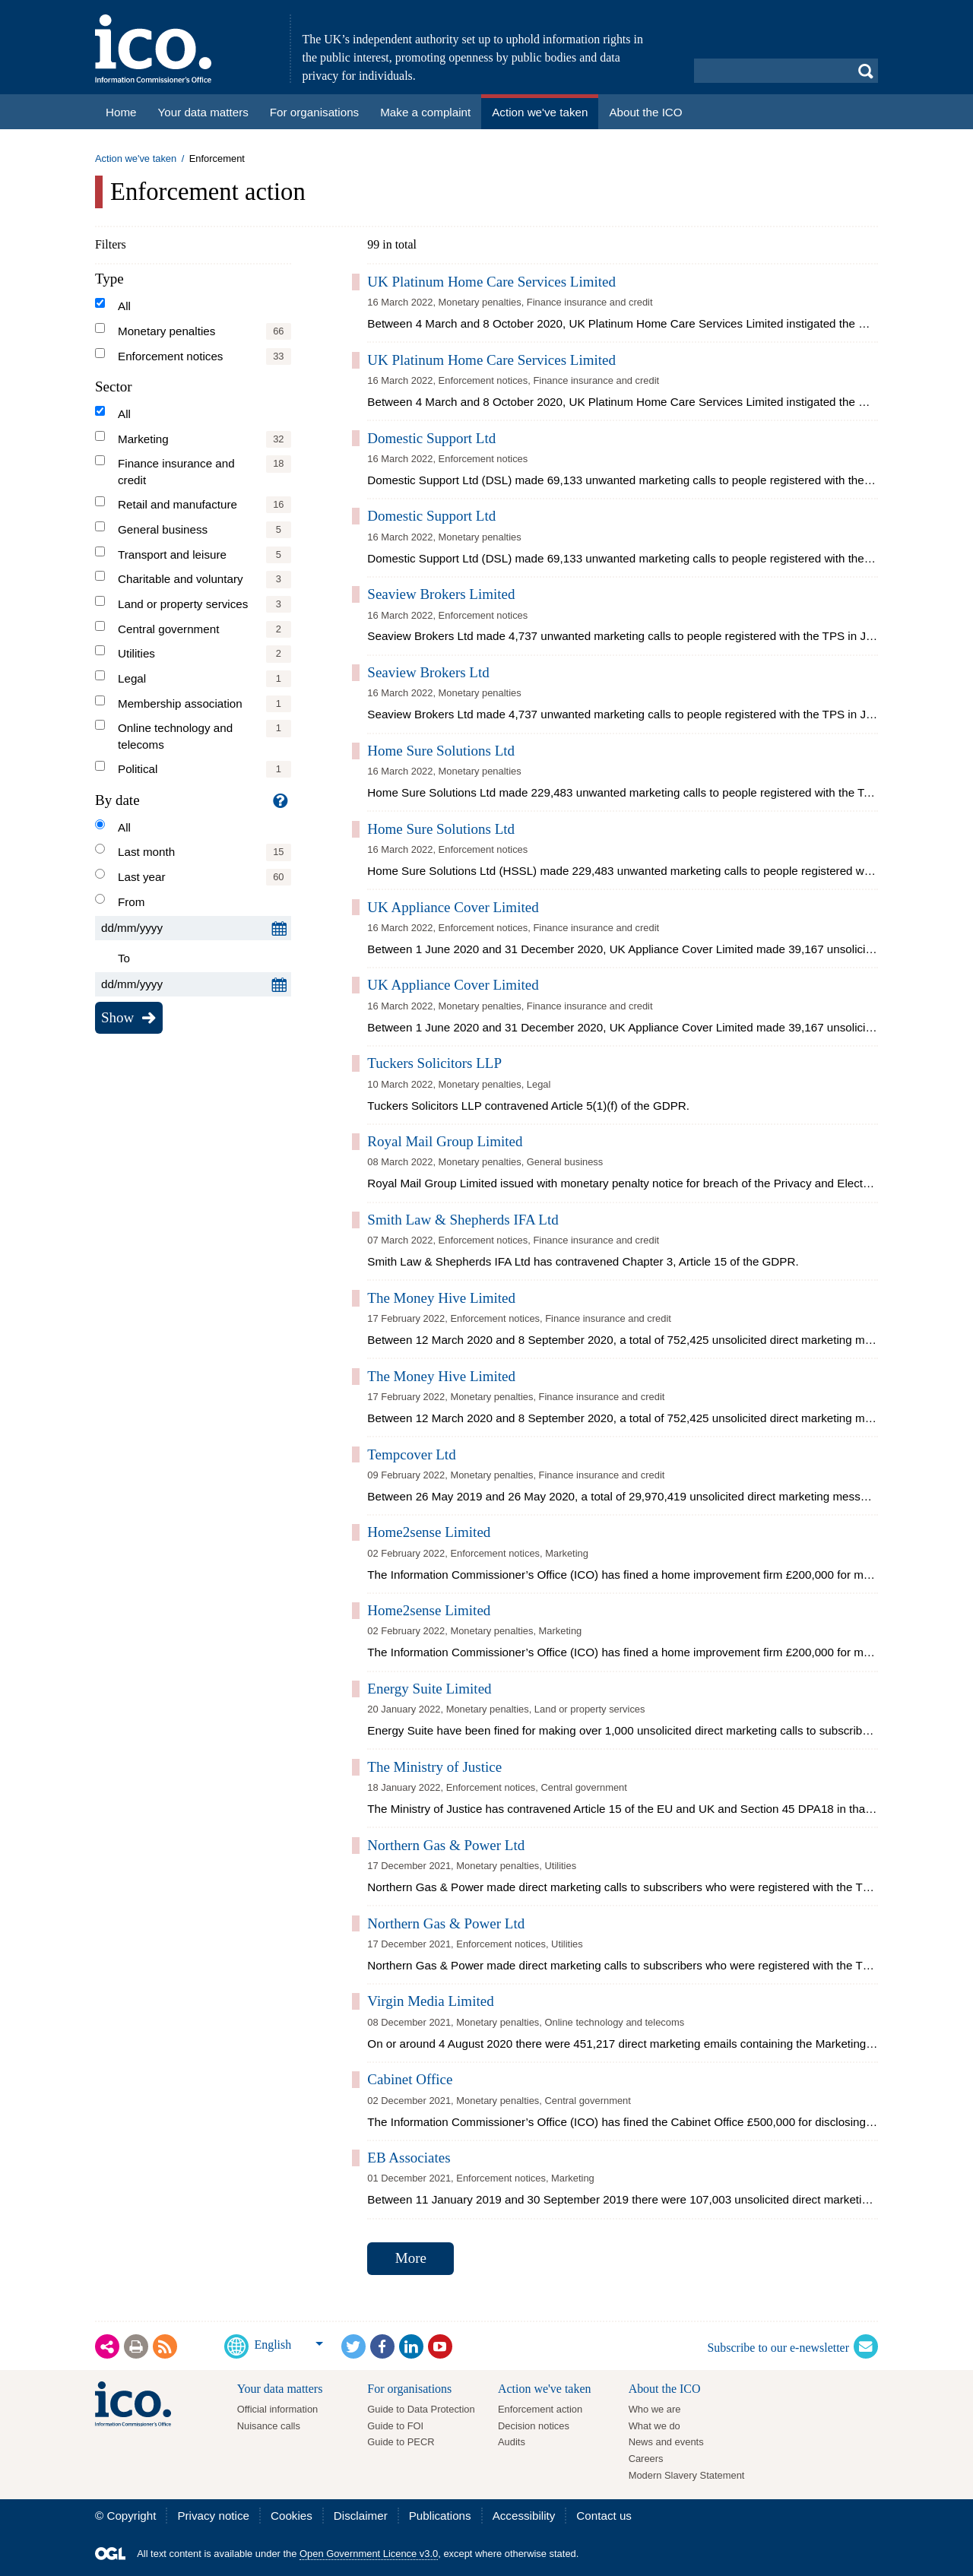 ico.
Information Commissioner's Office
The UK's independent authority set up to uphold information rights in
the public interest, promoting openness by public bodies and data
privacy for individuals.
Home
Your data matters
For organisations
Make a complaint
Action we've taken
About the ICO
Action we've taken / Enforcement
Enforcement action
Filters
Type
All
Monetary penalties 66
Enforcement notices 33
Sector
All
Marketing 32
Finance insurance and 18
credit
Retail and manufacture 16
General business 5
Transport and leisure 5
Charitable and voluntary 3
Land or property services 3
Central government 2
Utilities 2
Legal 1
Membership association 1
Online technology and 1
telecoms
Political 1
By date ?
All
Last month 15
Last year 60
From
dd/mm/yyyy
To
dd/mm/yyyy
Show
99 in total
UK Platinum Home Care Services Limited
16 March 2022, Monetary penalties, Finance insurance and credit
Between 4 March and 8 October 2020, UK Platinum Home Care Services Limited instigated the ...
UK Platinum Home Care Services Limited
16 March 2022, Enforcement notices, Finance insurance and credit
Between 4 March and 8 October 2020, UK Platinum Home Care Services Limited instigated the ...
Domestic Support Ltd
16 March 2022, Enforcement notices
Domestic Support Ltd (DSL) made 69,133 unwanted marketing calls to people registered with the...
Domestic Support Ltd
16 March 2022, Monetary penalties
Domestic Support Ltd (DSL) made 69,133 unwanted marketing calls to people registered with the...
Seaview Brokers Limited
16 March 2022, Enforcement notices
Seaview Brokers Ltd made 4,737 unwanted marketing calls to people registered with the TPS in J...
Seaview Brokers Ltd
16 March 2022, Monetary penalties
Seaview Brokers Ltd made 4,737 unwanted marketing calls to people registered with the TPS in J...
Home Sure Solutions Ltd
16 March 2022, Monetary penalties
Home Sure Solutions Ltd made 229,483 unwanted marketing calls to people registered with the T...
Home Sure Solutions Ltd
16 March 2022, Enforcement notices
Home Sure Solutions Ltd (HSSL) made 229,483 unwanted marketing calls to people registered w...
UK Appliance Cover Limited
16 March 2022, Enforcement notices, Finance insurance and credit
Between 1 June 2020 and 31 December 2020, UK Appliance Cover Limited made 39,167 unsolici...
UK Appliance Cover Limited
16 March 2022, Monetary penalties, Finance insurance and credit
Between 1 June 2020 and 31 December 2020, UK Appliance Cover Limited made 39,167 unsolici...
Tuckers Solicitors LLP
10 March 2022, Monetary penalties, Legal
Tuckers Solicitors LLP contravened Article 5(1)(f) of the GDPR.
Royal Mail Group Limited
08 March 2022, Monetary penalties, General business
Royal Mail Group Limited issued with monetary penalty notice for breach of the Privacy and Elect...
Smith Law & Shepherds IFA Ltd
07 March 2022, Enforcement notices, Finance insurance and credit
Smith Law & Shepherds IFA Ltd has contravened Chapter 3, Article 15 of the GDPR.
The Money Hive Limited
17 February 2022, Enforcement notices, Finance insurance and credit
Between 12 March 2020 and 8 September 2020, a total of 752,425 unsolicited direct marketing m...
The Money Hive Limited
17 February 2022, Monetary penalties, Finance insurance and credit
Between 12 March 2020 and 8 September 2020, a total of 752,425 unsolicited direct marketing m...
Tempcover Ltd
09 February 2022, Monetary penalties, Finance insurance and credit
Between 26 May 2019 and 26 May 2020, a total of 29,970,419 unsolicited direct marketing mess...
Home2sense Limited
02 February 2022, Enforcement notices, Marketing
The Information Commissioner's Office (ICO) has fined a home improvement firm £200,000 for m...
Home2sense Limited
02 February 2022, Monetary penalties, Marketing
The Information Commissioner's Office (ICO) has fined a home improvement firm £200,000 for m...
Energy Suite Limited
20 January 2022, Monetary penalties, Land or property services
Energy Suite have been fined for making over 1,000 unsolicited direct marketing calls to subscrib...
The Ministry of Justice
18 January 2022, Enforcement notices, Central government
The Ministry of Justice has contravened Article 15 of the EU and UK and Section 45 DPA18 in tha...
Northern Gas & Power Ltd
17 December 2021, Monetary penalties, Utilities
Northern Gas & Power made direct marketing calls to subscribers who were registered with the T...
Northern Gas & Power Ltd
17 December 2021, Enforcement notices, Utilities
Northern Gas & Power made direct marketing calls to subscribers who were registered with the T...
Virgin Media Limited
08 December 2021, Monetary penalties, Online technology and telecoms
On or around 4 August 2020 there were 451,217 direct marketing emails containing the Marketing...
Cabinet Office
02 December 2021, Monetary penalties, Central government
The Information Commissioner's Office (ICO) has fined the Cabinet Office £500,000 for disclosing...
EB Associates
01 December 2021, Enforcement notices, Marketing
Between 11 January 2019 and 30 September 2019 there were 107,003 unsolicited direct marketi...
More
English
Subscribe to our e-newsletter
ico.
Information Commissioner's Office
Your data matters
Official information
Nuisance calls
For organisations
Guide to Data Protection
Guide to FOI
Guide to PECR
Action we've taken
Enforcement action
Decision notices
Audits
About the ICO
Who we are
What we do
News and events
Careers
Modern Slavery Statement
© Copyright
Privacy notice
Cookies
Disclaimer
Publications
Accessibility
Contact us
OGL All text content is available under the Open Government Licence v3.0, except where otherwise stated.